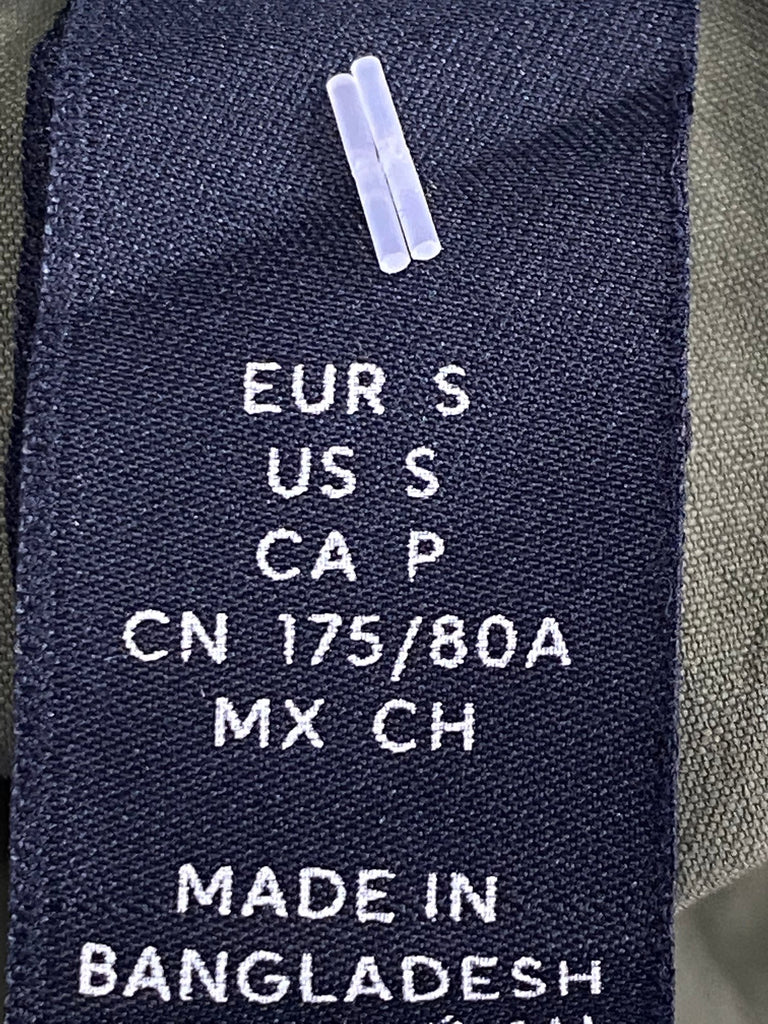 EUR S
US S
CA P
CN 175/80A
MX CH
MADE IN
BANGLADESH